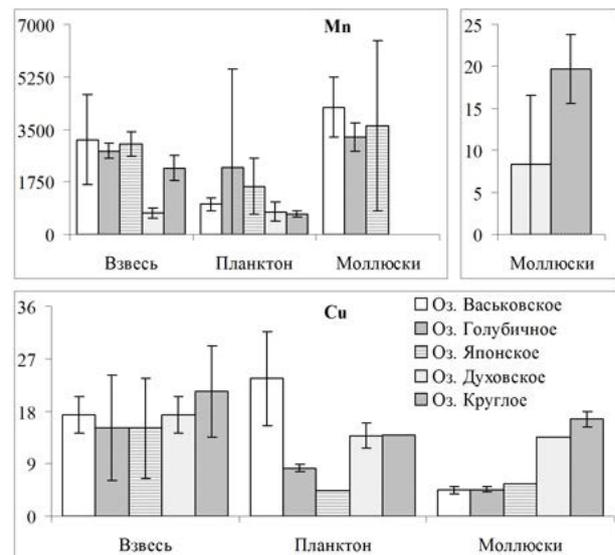 Mn
7000
5250
3500
1750
0
Взвесь Планктон Моллюски
25
20
15
10
5
0
Моллюски
Cu
36
27
18
9
0
Оз. Васьковское
Оз. Голубичное
Оз. Японское
Оз. Духовское
Оз. Круглое
Взвесь Планктон Моллюски